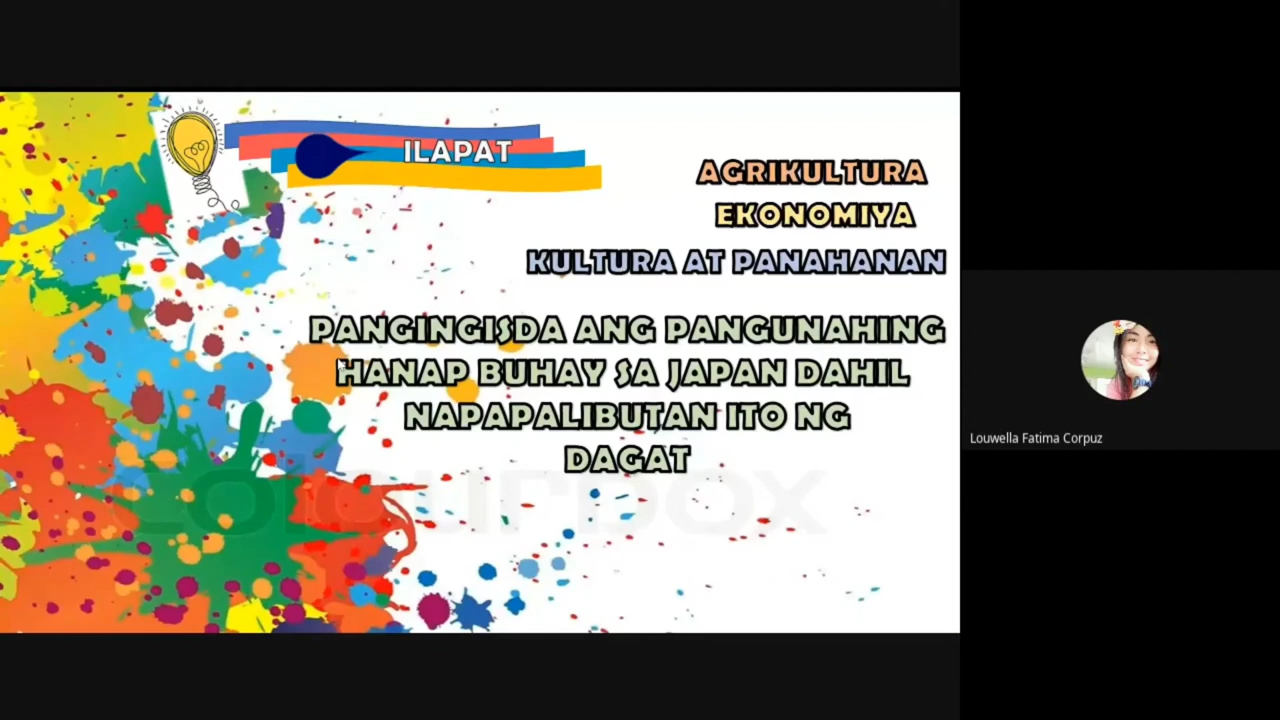 ILAPAT
AGRIKULTURA
EKONOMIYA
KULTURA AT PANAHANAN
PANGINGISDA ANG PANGUNAHING
HANAP BUHAY SA JAPAN DAHIL
NAPAPALIBUTAN ITO NG
DAGAT
colourbox
Louwella Fatima Corpuz